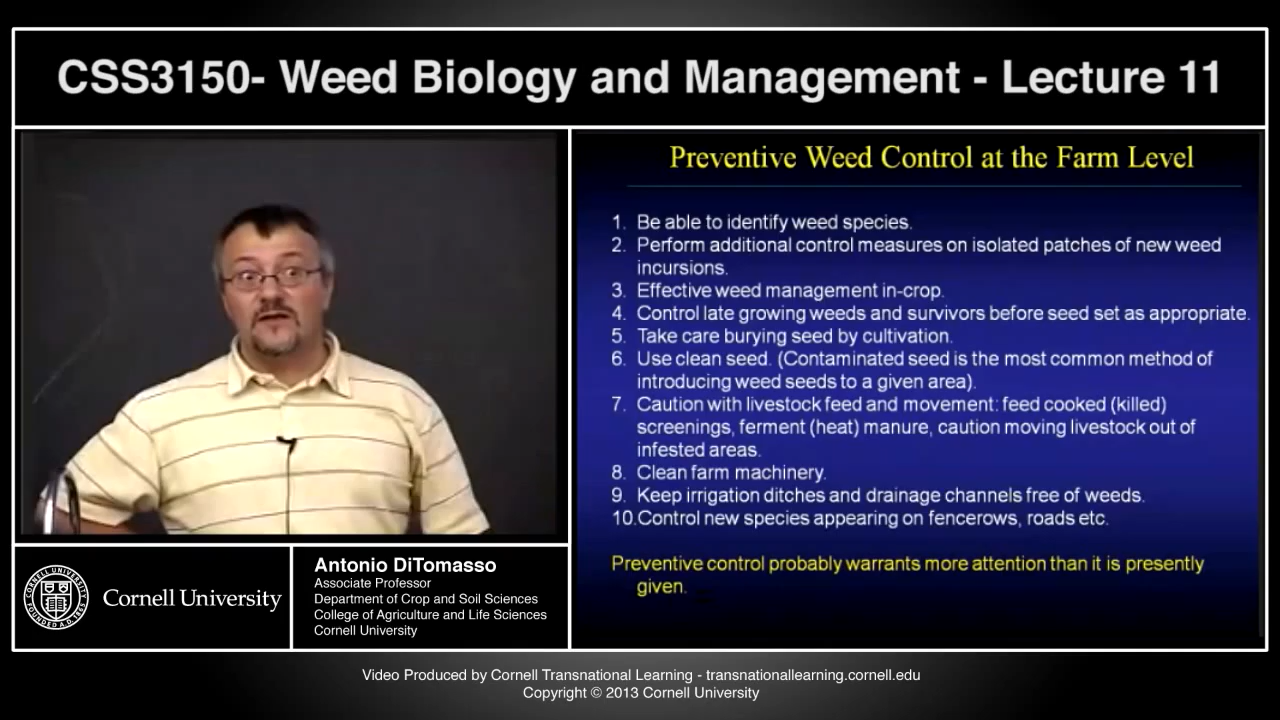 CSS3150- Weed Biology and Management - Lecture 11
Preventive Weed Control at the Farm Level
1. Be able to identify weed species.
2. Perform additional control measures on isolated patches of new weed
incursions.
3. Effective weed management in-crop.
4. Control late growing weeds and survivors before seed set as appropriate.
5. Take care burying seed by cultivation.
6. Use clean seed. (Contaminated seed is the most common method of
introducing weed seeds to a given area).
7. Caution with livestock feed and movement: feed cooked (killed)
screenings, ferment (heat) manure, caution moving livestock out of
infested areas.
8. Clean farm machinery.
9. Keep irrigation ditches and drainage channels free of weeds.
10.Control new species appearing on fencerows, roads etc.
Preventive control probably warrants more attention than it is presently
given.
CORNELL UNIVERSITY
FOUNDED A.D.
Cornell University
Antonio DiTomasso
Associate Professor
Department of Crop and Soil Sciences
College of Agriculture and Life Sciences
Cornell University
Video Produced by Cornell Transnational Learning - transnationallearning.cornell.edu
Copyright © 2013 Cornell University